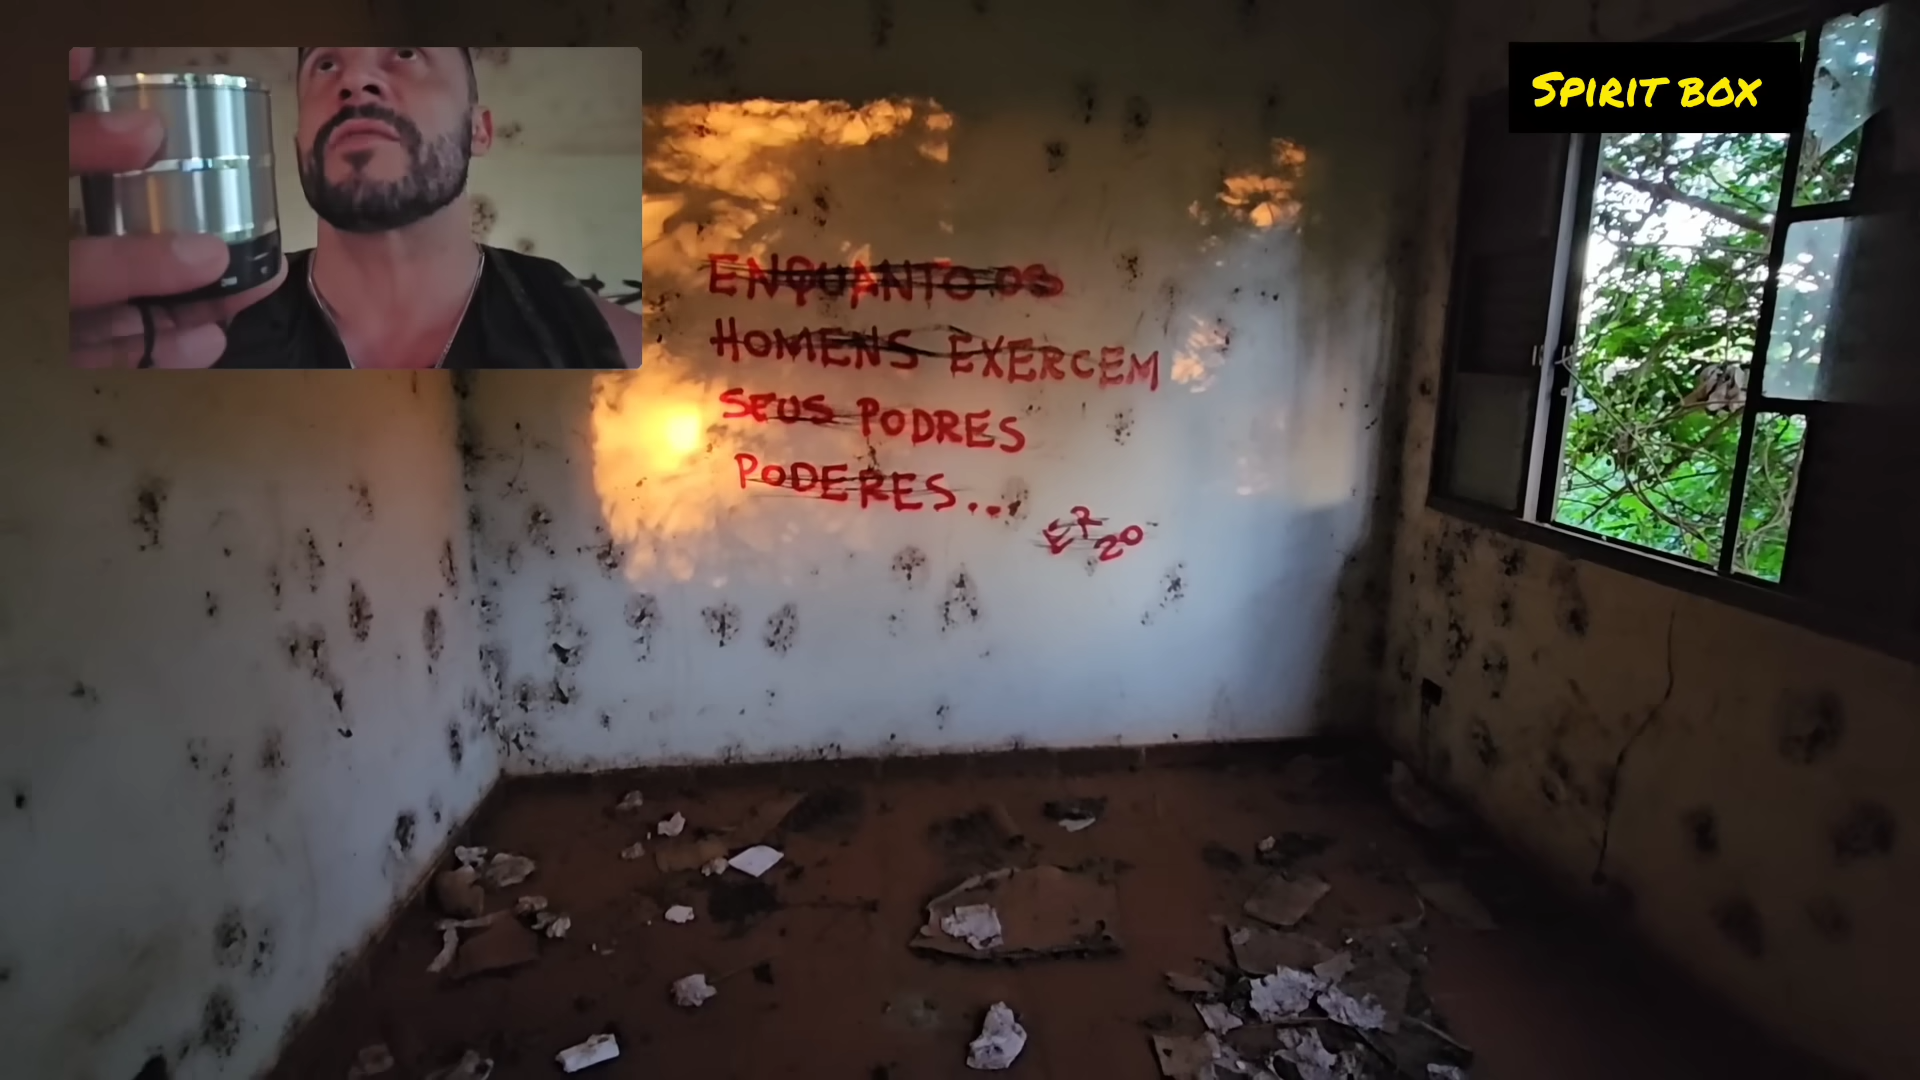 SPIRIT BOX
ENQUANTO OS
HOMENS EXERCEM
SEUS PODRES
PODERES...
ER
20